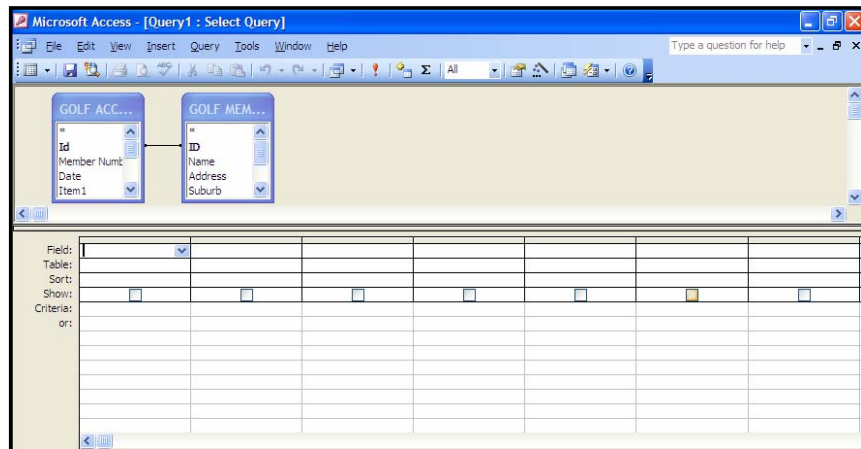 Microsoft Access - [Query1 : Select Query]
File Edit View Insert Query Tools Window Help Type a question for help
All
GOLF ACC... GOLF MEM...
* *
Id ID
Member Numb Name
Date Address
Item1 Suburb
Field:
Table:
Sort:
Show:
Criteria:
or: